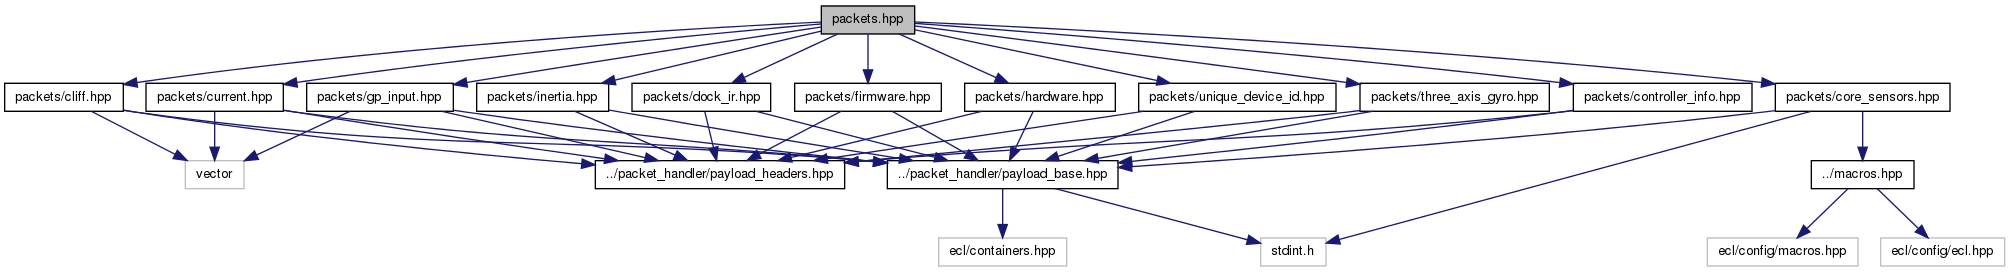 packets.hpp
packets/cliff.hpp
packets/current.hpp
packets/gp_input.hpp
packets/inertia.hpp
packets/dock_ir.hpp
packets/firmware.hpp
packets/hardware.hpp
packets/unique_device_id.hpp
packets/three_axis_gyro.hpp
packets/controller_info.hpp
packets/core_sensors.hpp
vector
../packet_handler/payload_headers.hpp
../packet_handler/payload_base.hpp
../macros.hpp
ecl/containers.hpp
stdint.h
ecl/config/macros.hpp
ecl/config/ecl.hpp